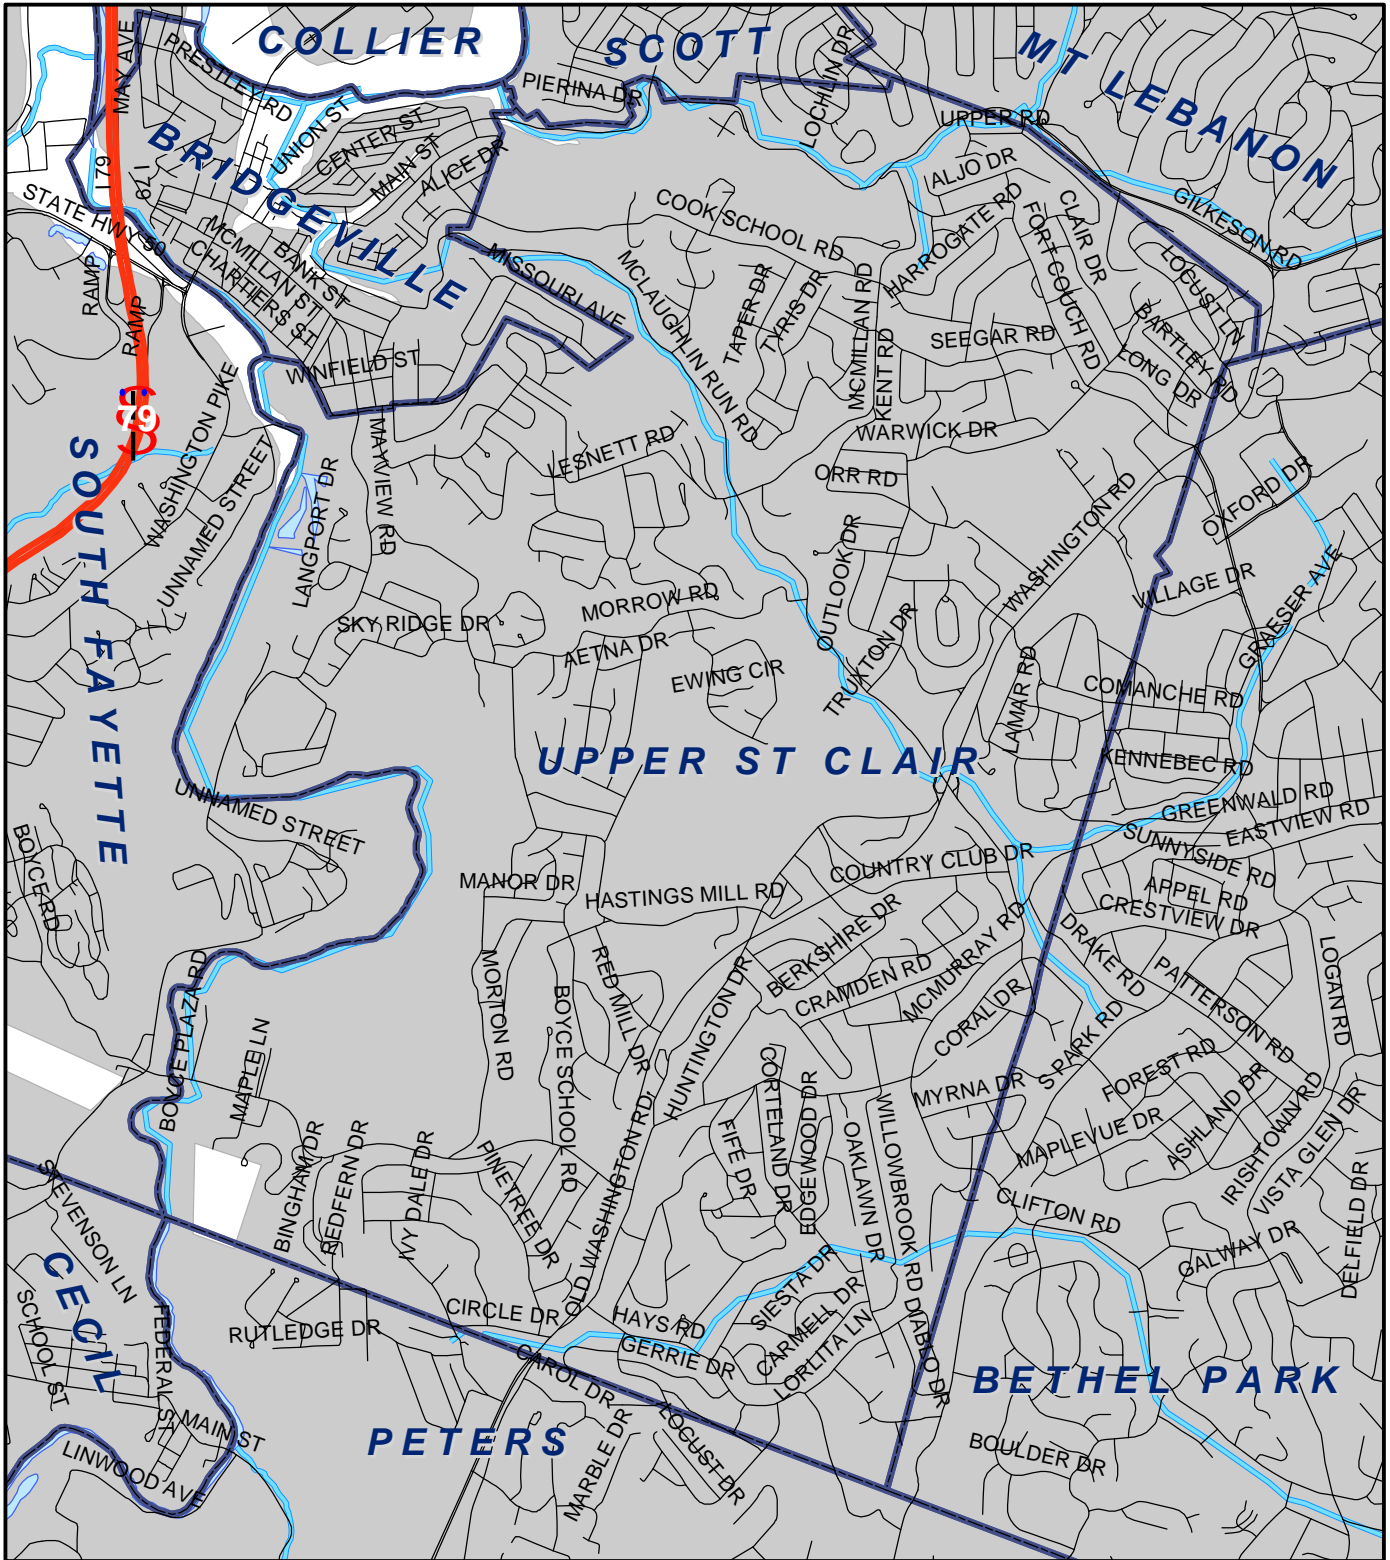 COLLIER
SCOTT
MT LEBANON
MAY AVE
PRESTLEY RD
PIERINA DR
LOCHLIN DR
UPPER RD
UNION ST
CENTER ST
MAIN ST
ALICE DR
BRIDGEVILLE
I 79
I 79
ALJO DR
STATE HWY 50
COOK SCHOOL RD
HARROGATE RD
FORT COUCH RD
CLAIR DR
GILKESON RD
MCMILLAN ST
BANK ST
CHARTIERS ST
MISSOURI AVE
MCLAUGHLIN RUN RD
TAPER DR
TYRIS DR
MCMILLAN RD
KENT RD
SEEGAR RD
LOCUST LN
BARTLEY RD
LONG DR
RAMP
RAMP
WINFIELD ST
79
WASHINGTON PIKE
UNNAMED STREET
MAYVIEW RD
LANGPORT DR
LESNETT RD
WARWICK DR
ORR RD
OXFORD DR
WASHINGTON RD
SOUTH FAYETTE
OUTLOOK DR
VILLAGE DR
GRAESER AVE
MORROW RD
SKY RIDGE DR
AETNA DR
EWING CIR
TRUXTON DR
LAMAR RD
COMANCHE RD
UPPER ST CLAIR
KENNEBEC RD
UNNAMED STREET
GREENWALD RD
EASTVIEW RD
SUNNYSIDE RD
BOYCE RD
COUNTRY CLUB DR
MANOR DR
HASTINGS MILL RD
APPEL RD
CRESTVIEW DR
BERKSHIRE DR
CRAMDEN RD
MCMURRAY RD
DRAKE RD
PATTERSON RD
LOGAN RD
MORTON RD
BOYCE SCHOOL RD
RED MILL DR
HUNTINGTON DR
CORAL DR
BOYCE PLAZA RD
MAPLE LN
S PARK RD
FOREST RD
CORTELAND DR
EDGEWOOD DR
MYRNA DR
ASHLAND DR
IRISHTOWN RD
VISTA GLEN DR
MAPLEVUE DR
FIFE DR
OAKLAWN DR
WILLOWBROOK RD
BINGHAM DR
REDFERN DR
IVY DALE DR
PINETREE DR
OLD WASHINGTON RD
STEVENSON LN
CLIFTON RD
GALWAY DR
DELFIELD DR
CECIL
SCHOOL ST
FEDERAL ST
RUTLEDGE DR
CIRCLE DR
HAYS RD
GERRIE DR
SIESTA DR
CARMELL DR
LORLITA LN
DIABLO DR
CAROL DR
BETHEL PARK
PETERS
MAIN ST
LINWOOD AVE
MARBLE DR
LOCUST DR
BOULDER DR